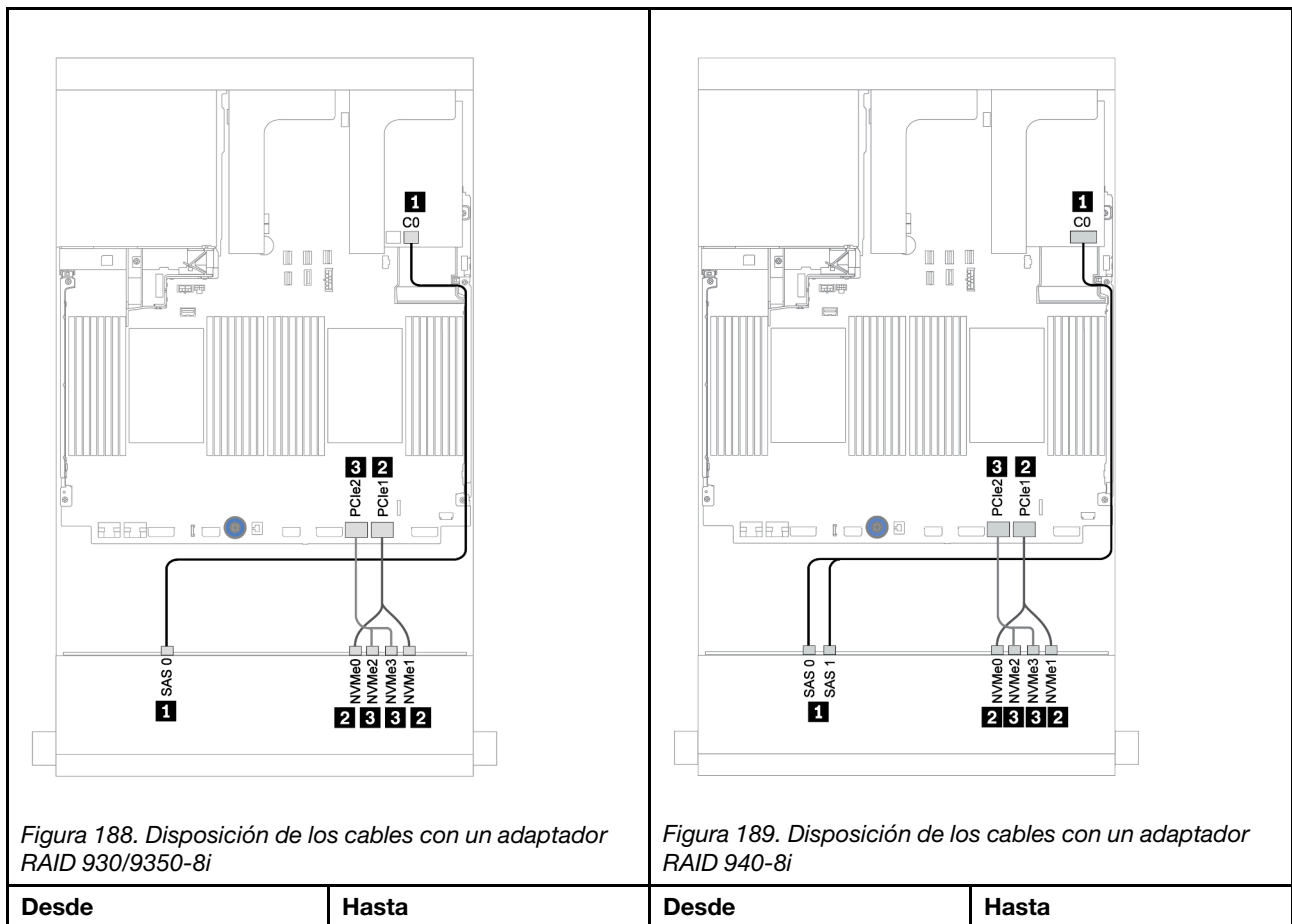 1
C0
3 2
PCIe2
PCIe1
SAS 0
1
NVMe0
NVMe2
NVMe3
NVMe1
2 3 3 2
Figura 188. Disposición de los cables con un adaptador
RAID 930/9350-8i
1
C0
3 2
PCIe2
PCIe1
SAS 0
SAS 1
1
NVMe0
NVMe2
NVMe3
NVMe1
2 3 3 2
Figura 189. Disposición de los cables con un adaptador
RAID 940-8i
Desde Hasta Desde Hasta